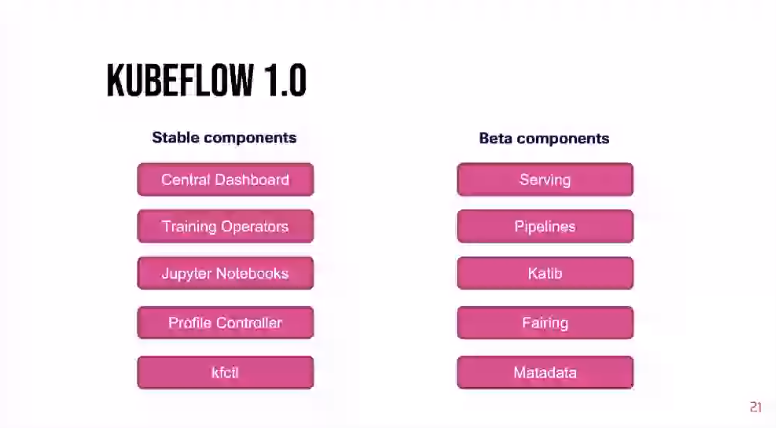 KUBEFLOW 1.0
Stable components
Central Dashboard
Training Operators
Jupyter Notebooks
Profile Controller
kfctl
Beta components
Serving
Pipelines
Katib
Fairing
Matadata
21